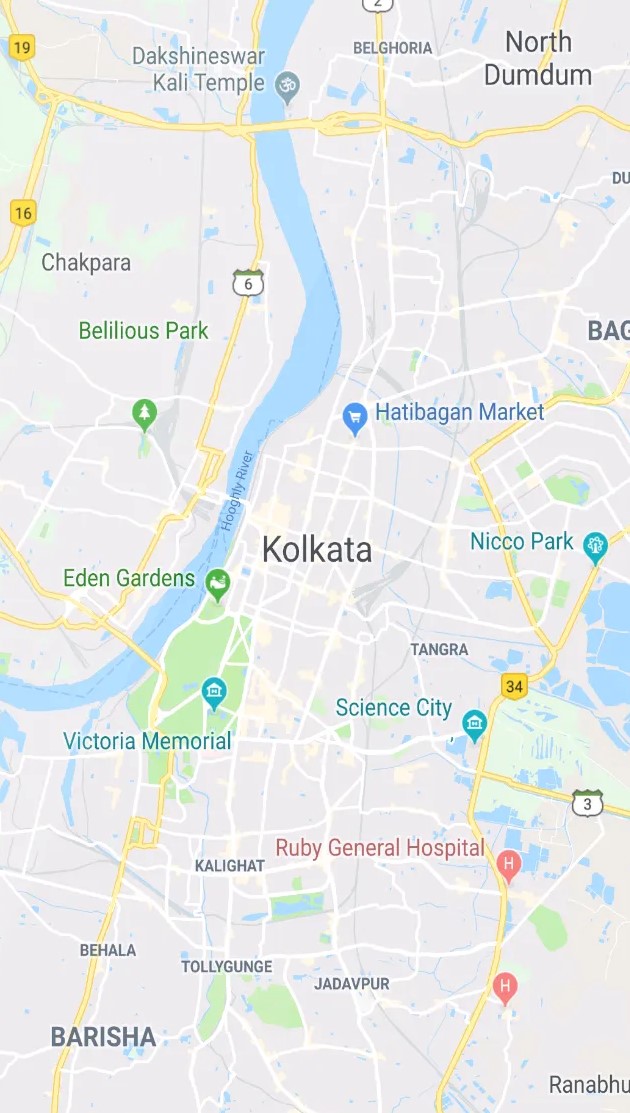 2
19
Dakshineswar
Kali Temple
BELGHORIA
North
Dumdum
DU
16
Chakpara
6
Belilious Park
BAG
Hatibagan Market
Hooghly River
Kolkata
Nicco Park
Eden Gardens
TANGRA
34
Science City
Victoria Memorial
3
Ruby General Hospital
H
KALIGHAT
BEHALA
TOLLYGUNGE
JADAVPUR
H
BARISHA
Ranabhu